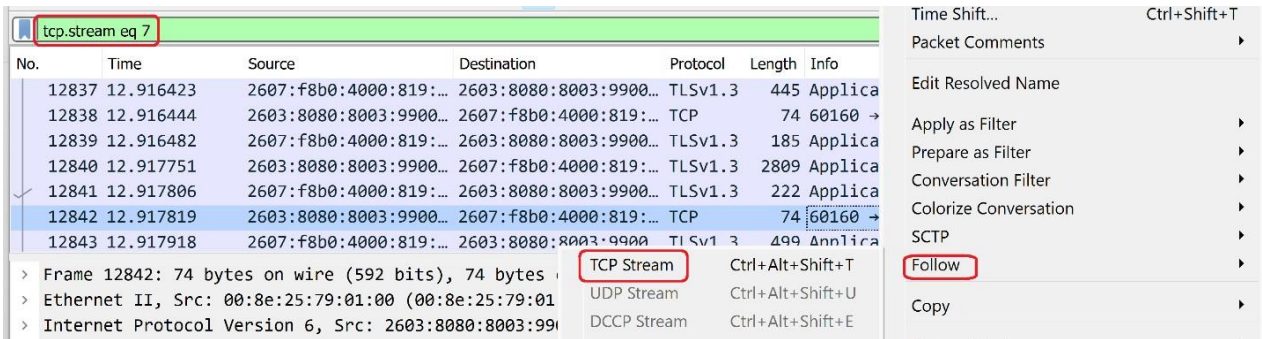 tcp.stream eq 7
No. Time Source Destination Protocol Length Info
12837 12.916423 2607:f8b0:4000:819:… 2603:8080:8003:9900… TLSv1.3 445 Applica
12838 12.916444 2603:8080:8003:9900… 2607:f8b0:4000:819:… TCP 74 60160 →
12839 12.916482 2607:f8b0:4000:819:… 2603:8080:8003:9900… TLSv1.3 185 Applica
12840 12.917751 2603:8080:8003:9900… 2607:f8b0:4000:819:… TLSv1.3 2809 Applica
12841 12.917806 2607:f8b0:4000:819:… 2603:8080:8003:9900… TLSv1.3 222 Applica
12842 12.917819 2603:8080:8003:9900… 2607:f8b0:4000:819:… TCP 74 60160 →
12843 12.917918 2607:f8b0:4000:819:… 2603:8080:8003:9900 TLSv1.3 499 Applica
> Frame 12842: 74 bytes on wire (592 bits), 74 bytes
> Ethernet II, Src: 00:8e:25:79:01:00 (00:8e:25:79:01
> Internet Protocol Version 6, Src: 2603:8080:8003:990
TCP Stream Ctrl+Alt+Shift+T
UDP Stream Ctrl+Alt+Shift+U
DCCP Stream Ctrl+Alt+Shift+E
Time Shift... Ctrl+Shift+T
Packet Comments
Edit Resolved Name
Apply as Filter
Prepare as Filter
Conversation Filter
Colorize Conversation
SCTP
Follow
Copy